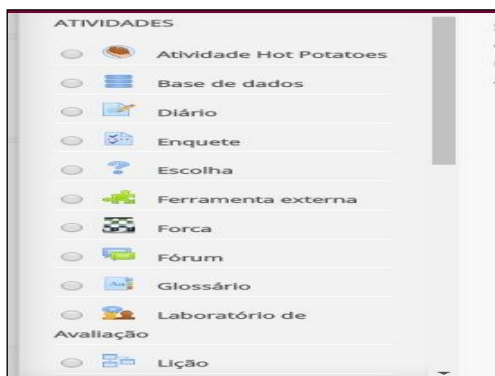 ATIVIDADES
Atividade Hot Potatoes
Base de dados
Diário
Enquete
Escolha
Ferramenta externa
Forca
Fórum
Glossário
Laboratório de
Avaliação
Lição